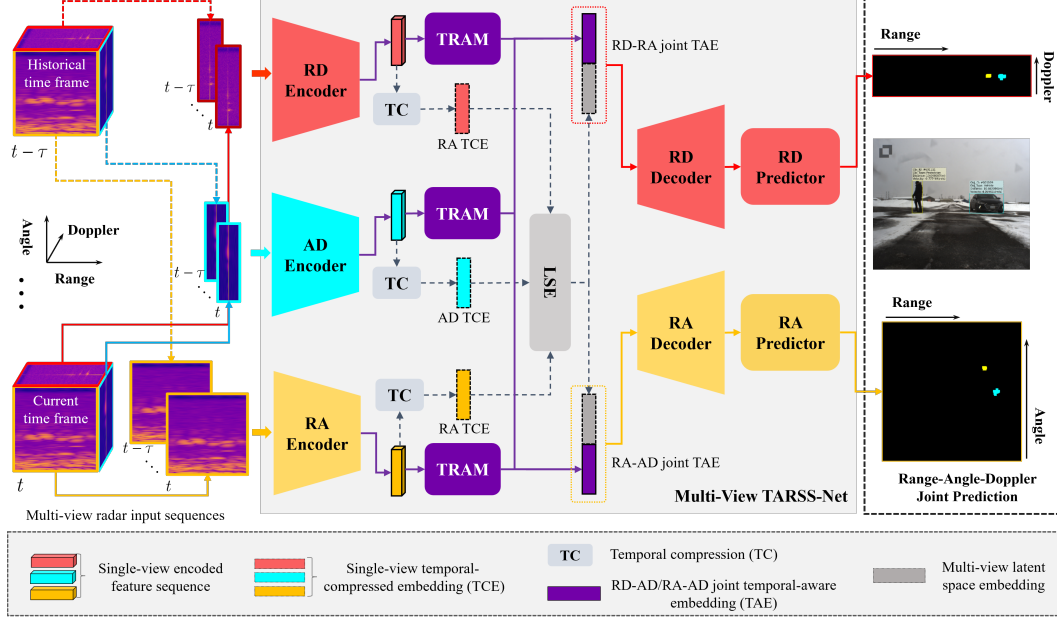 Historical
time frame
t − τ
t − τ
t
Angle
Doppler
Range
t − τ
t
Current
time frame
t
t − τ
t
Multi-view radar input sequences
RD
Encoder
TRAM
TC
RA TCE
AD
Encoder
TRAM
TC
AD TCE
RA
Encoder
TC
RA TCE
TRAM
LSE
RD-RA joint TAE
RD
Decoder
RD
Predictor
RA
Decoder
RA
Predictor
RA-AD joint TAE
Multi-View TARSS-Net
Range
Doppler
Range
Angle
Range-Angle-Doppler
Joint Prediction
Single-view encoded
feature sequence
Single-view temporal-
compressed embedding (TCE)
TC
Temporal compression (TC)
RD-AD/RA-AD joint temporal-aware
embedding (TAE)
Multi-view latent
space embedding